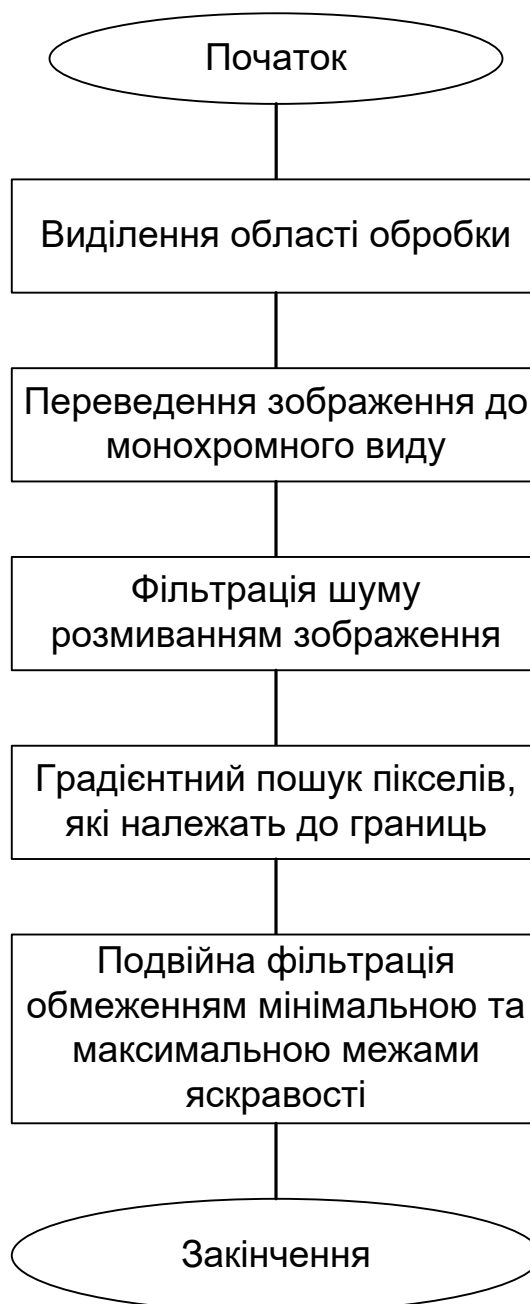 Початок
Виділення області обробки
Переведення зображення до
монохромного виду
Фільтрація шуму
розмиванням зображення
Градієнтний пошук пікселів,
які належать до границь
Подвійна фільтрація
обмеженням мінімальною та
максимальною межами
яскравості
Закінчення